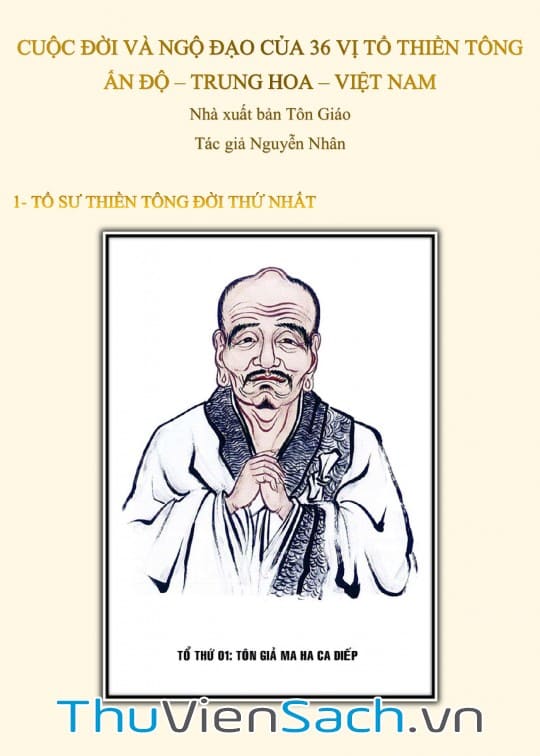 CUỘC ĐỜI VÀ NGỘ ĐẠO CỦA 36 VỊ TỔ THIỀN TÔNG
ẤN ĐỘ – TRUNG HOA – VIỆT NAM
Nhà xuất bản Tôn Giáo
Tác giả Nguyễn Nhân
1- TỔ SƯ THIỀN TÔNG ĐỜI THỨ NHẤT
TỔ THỨ 01: TÔN GIẢ MA HA CA DIẾP
ThuVienSach.vn